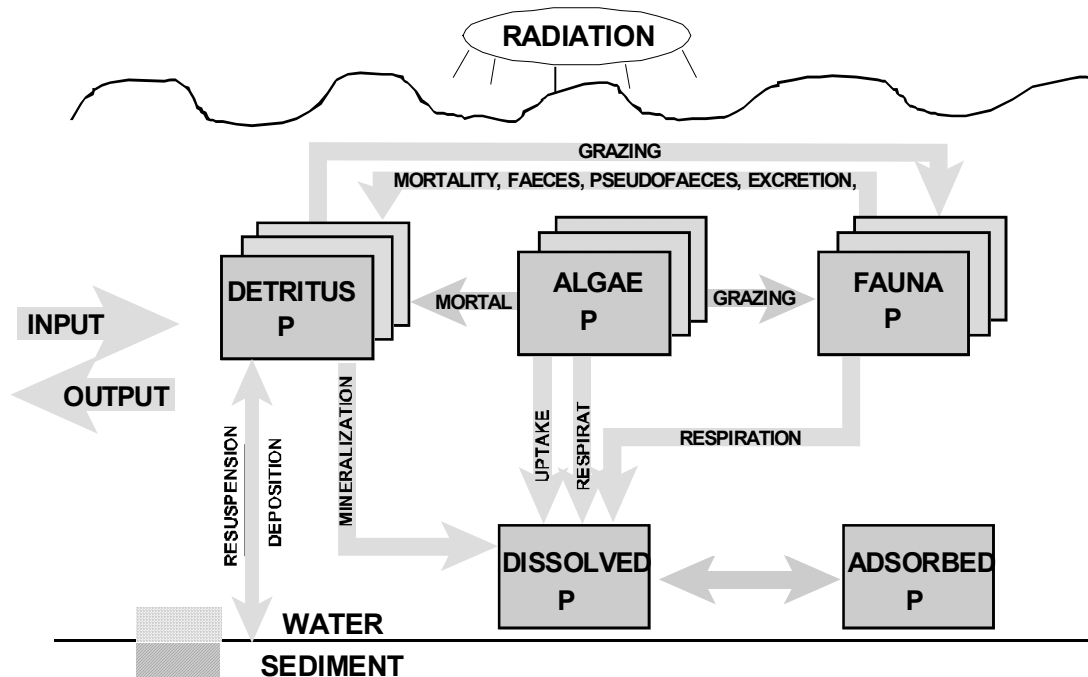 RADIATION
GRAZING
MORTALITY, FAECES, PSEUDOFAECES, EXCRETION,
DETRITUS
P
MORTAL
ALGAE
P
GRAZING
FAUNA
P
INPUT
OUTPUT
RESUSPENSION
DEPOSITION
MINERALIZATION
UPTAKE
RESPIRAT
RESPIRATION
DISSOLVED
P
ADSORBED
P
WATER
SEDIMENT